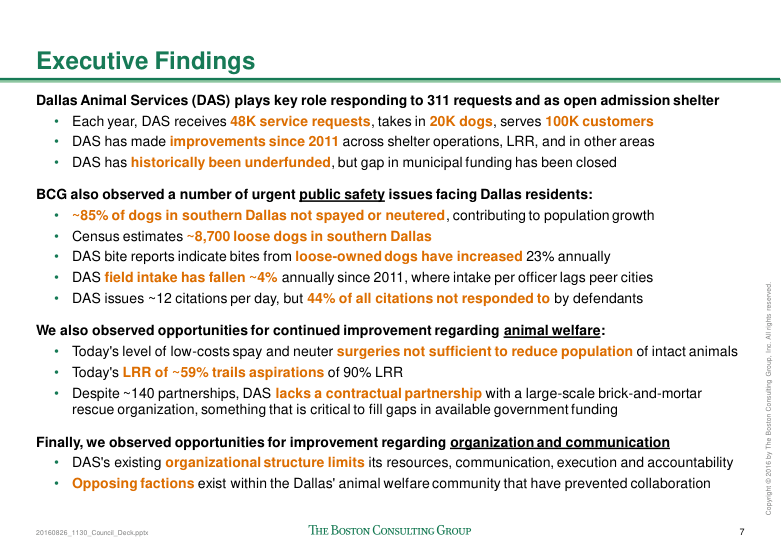 Executive Findings
Dallas Animal Services (DAS) plays key role responding to 311 requests and as open admission shelter
• Each year, DAS receives 48K service requests, takes in 20K dogs, serves 100K customers
• DAS has made improvements since 2011 across shelter operations, LRR, and in other areas
• DAS has historically been underfunded, but gap in municipal funding has been closed
BCG also observed a number of urgent public safety issues facing Dallas residents:
• ~85% of dogs in southern Dallas not spayed or neutered, contributing to population growth
• Census estimates ~8,700 loose dogs in southern Dallas
• DAS bite reports indicate bites from loose-owned dogs have increased 23% annually
• DAS field intake has fallen ~4% annually since 2011, where intake per officer lags peer cities
• DAS issues ~12 citations per day, but 44% of all citations not responded to by defendants
We also observed opportunities for continued improvement regarding animal welfare:
• Today's level of low-costs spay and neuter surgeries not sufficient to reduce population of intact animals
• Today's LRR of ~59% trails aspirations of 90% LRR
• Despite ~140 partnerships, DAS lacks a contractual partnership with a large-scale brick-and-mortar
rescue organization, something that is critical to fill gaps in available government funding
Finally, we observed opportunities for improvement regarding organization and communication
• DAS's existing organizational structure limits its resources, communication, execution and accountability
• Opposing factions exist within the Dallas' animal welfare community that have prevented collaboration
20160826_1130_Council_Deck.pptx
THE BOSTON CONSULTING GROUP
7
Copyright © 2016 by The Boston Consulting Group, Inc. All rights reserved.